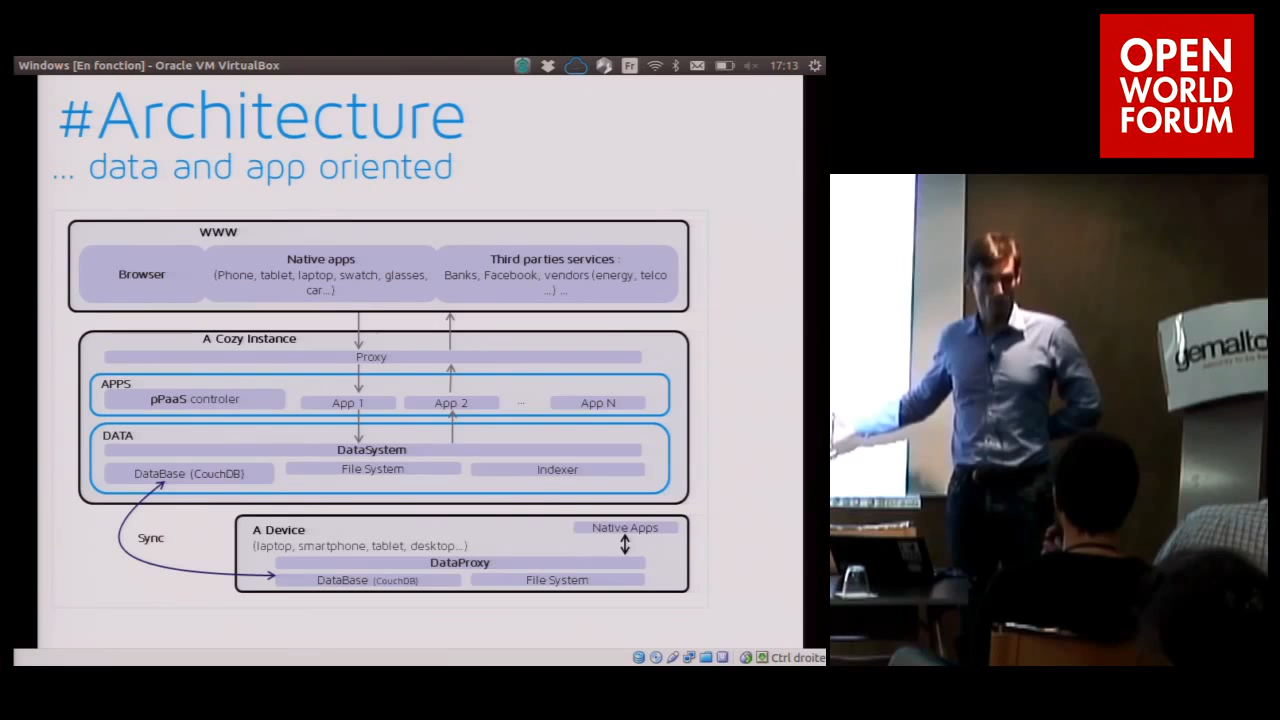 Windows [En fonction] - Oracle VM VirtualBox
Fr
17:13
#Architecture
... data and app oriented
WWW
Browser
Native apps
(Phone, tablet, laptop, swatch, glasses,
car...)
Third parties services :
Banks, Facebook, vendors (energy, telco
...) ...
A Cozy Instance
Proxy
APPS
pPaaS controler
App 1
App 2
...
App N
DATA
DataSystem
DataBase (CouchDB)
File System
Indexer
Sync
A Device
(laptop, smartphone, tablet, desktop...)
Native Apps
DataProxy
DataBase (CouchDB)
File System
Ctrl droite
OPEN
WORLD
FORUM
gemalto